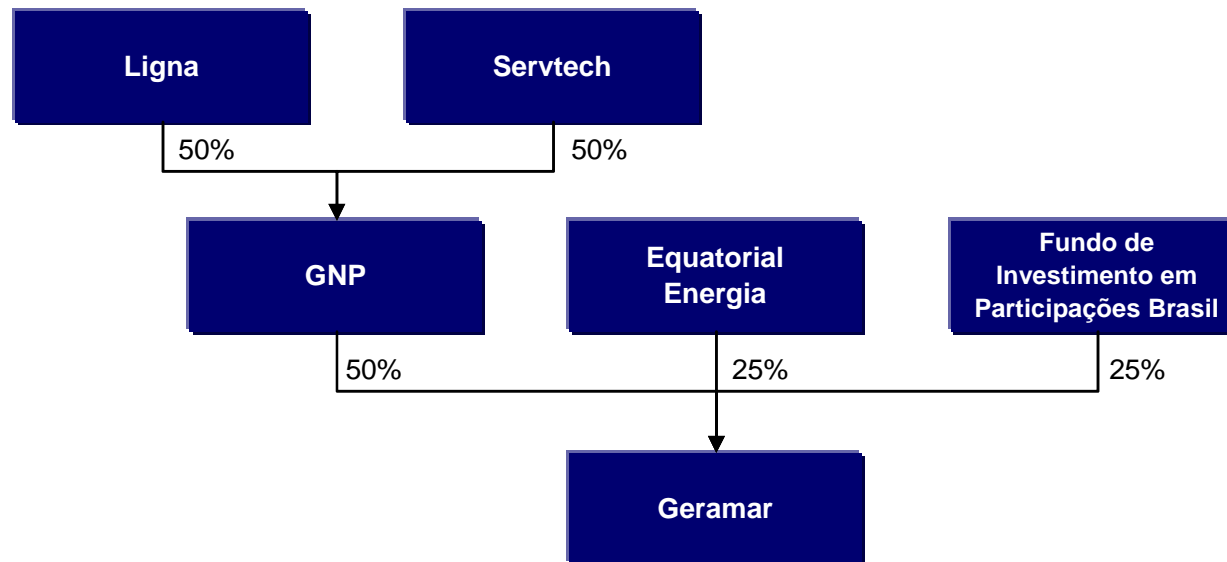 Ligna
Servtech
50%
50%
GNP
Equatorial
Energia
Fundo de
Investimento em
Participações Brasil
50%
25%
25%
Geramar